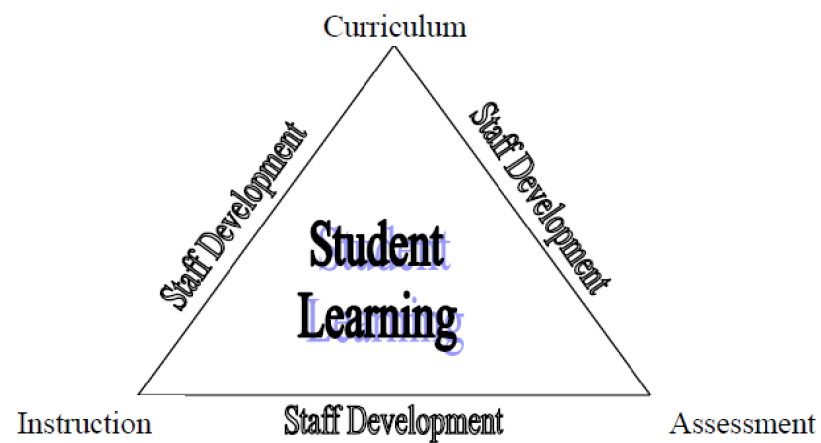 Curriculum
Staff Development
Staff Development
Student
Learning
Instruction
Staff Development
Assessment